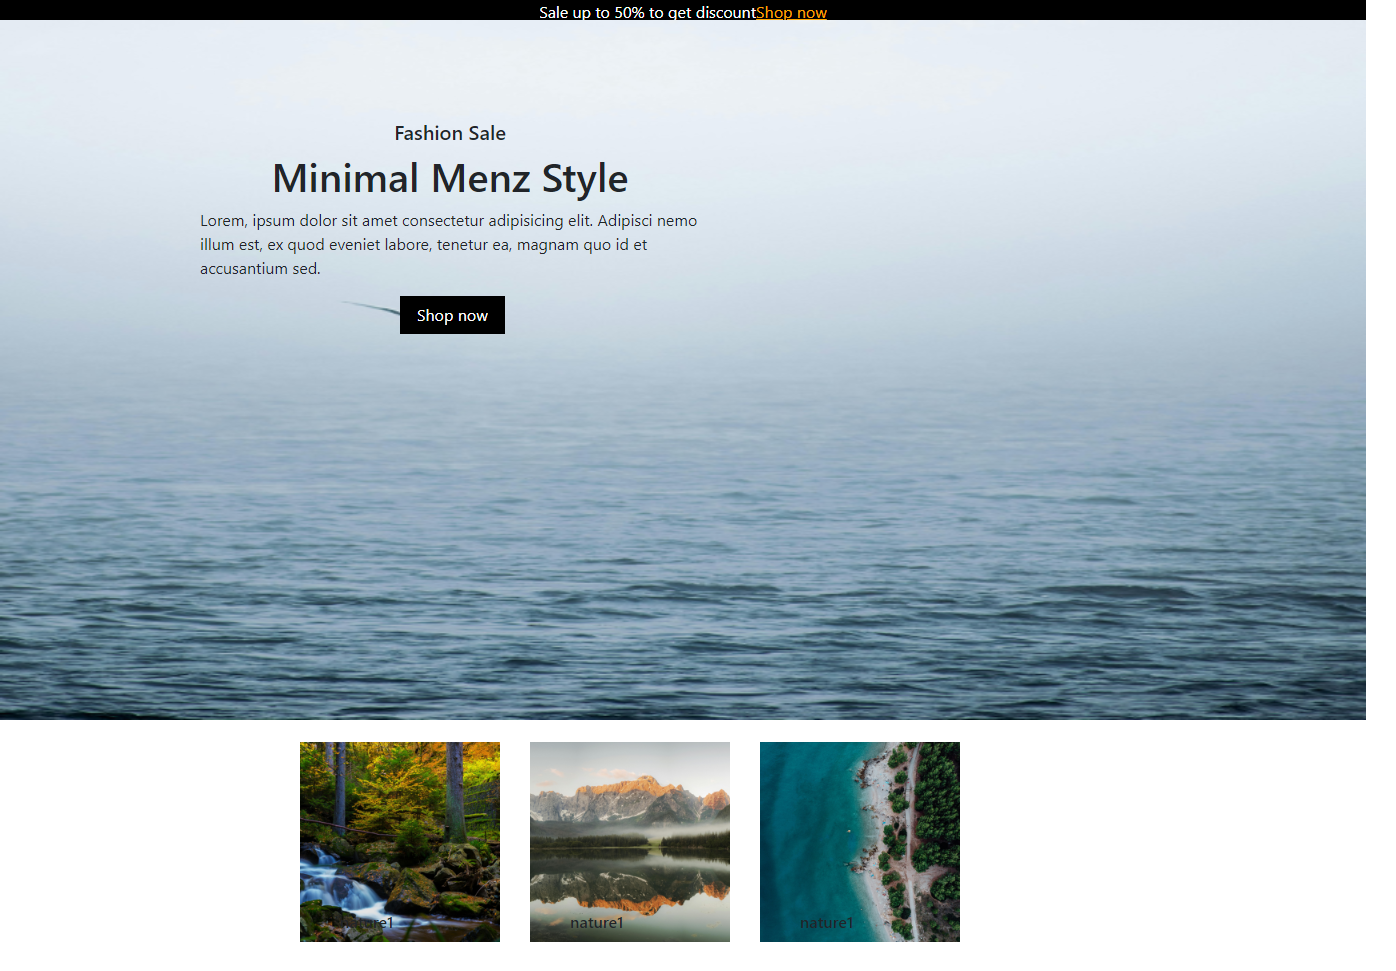 Sale up to 50% to get discountShop now
Fashion Sale
Minimal Menz Style
Lorem, ipsum dolor sit amet consectetur adipisicing elit. Adipisci nemo
illum est, ex quod eveniet labore, tenetur ea, magnam quo id et
accusantium sed.
Shop now
nature1 nature1 nature1